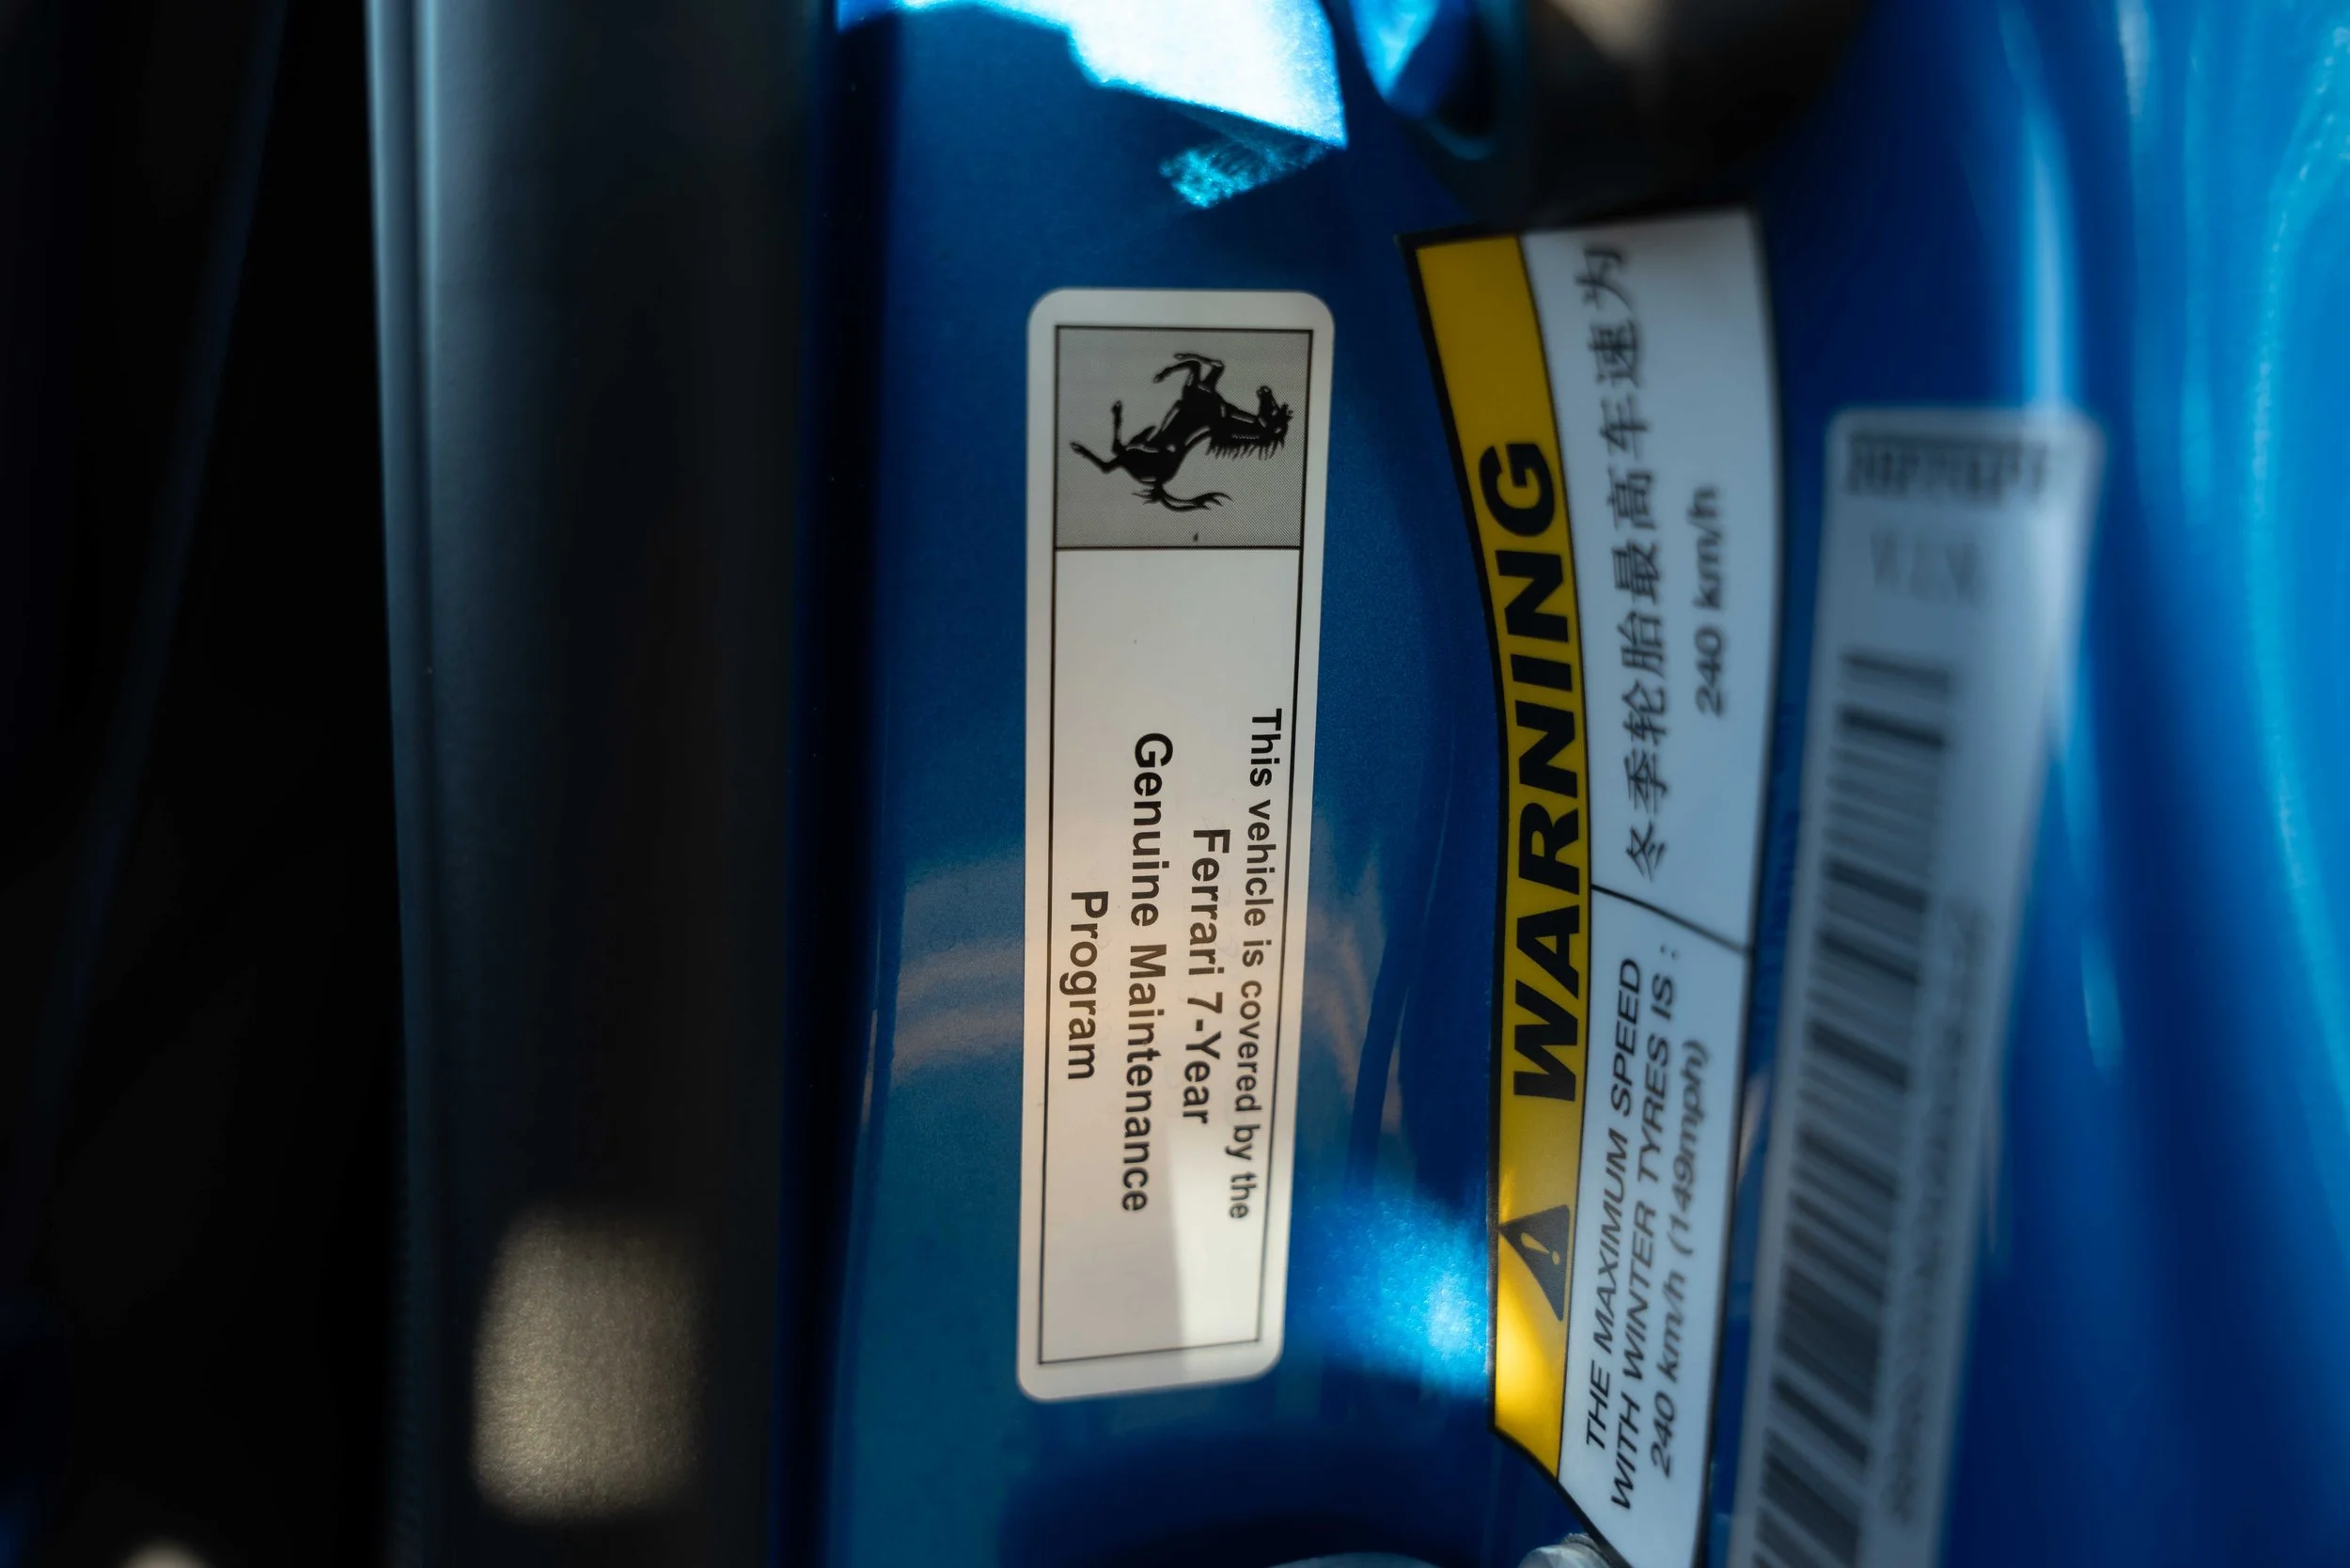 This vehicle is covered by the
Ferrari 7-Year
Genuine Maintenance
Program
WARNING
THE MAXIMUM SPEED
WITH WINTER TYRES IS :
240 km/h (149mph)
冬季轮胎最高车速为
240 km/h